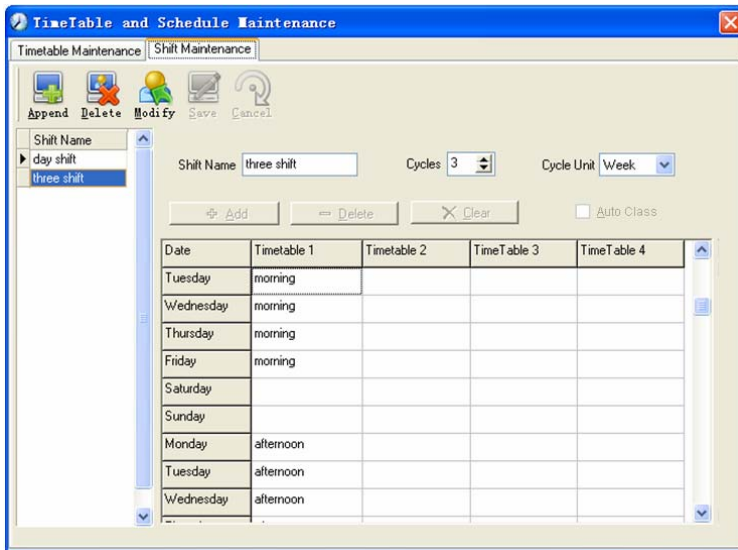 TimeTable and Schedule Maintenance
Timetable Maintenance Shift Maintenance
Append Delete Modify Save Cancel
Shift Name
day shift
three shift
Shift Name three shift Cycles 3 Cycle Unit Week
Add Delete Clear Auto Class
Date Timetable 1 Timetable 2 TimeTable 3 TimeTable 4
Tuesday morning
Wednesday morning
Thursday morning
Friday morning
Saturday
Sunday
Monday afternoon
Tuesday afternoon
Wednesday afternoon